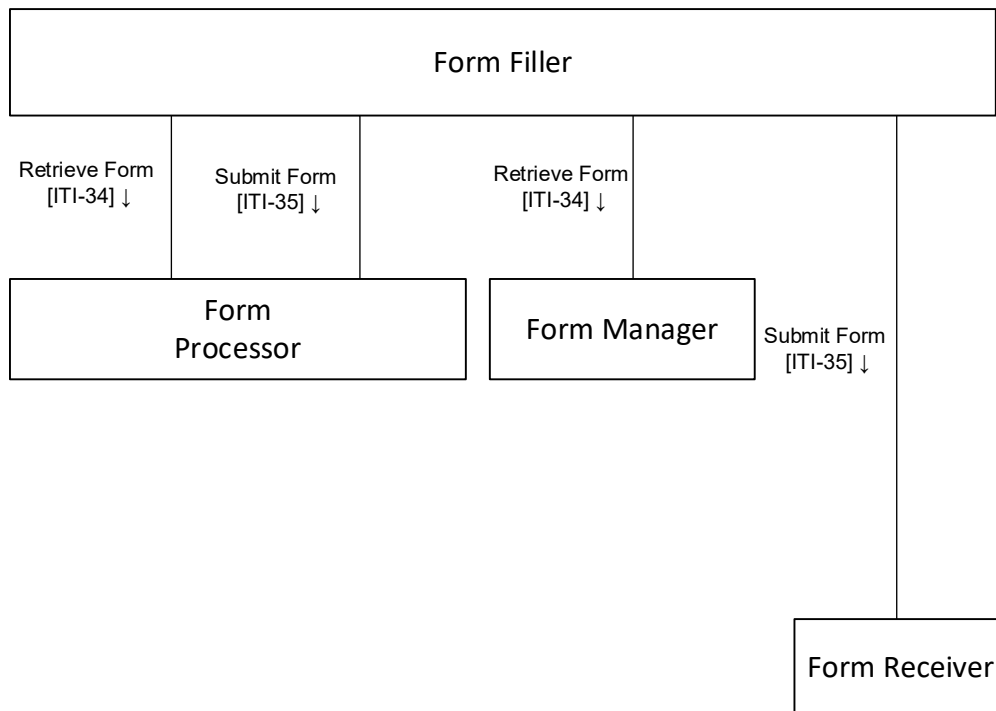 Form Filler
Retrieve Form
[ITI-34] ↓
Submit Form
[ITI-35] ↓
Retrieve Form
[ITI-34] ↓
Form
Processor
Form Manager
Submit Form
[ITI-35] ↓
Form Receiver